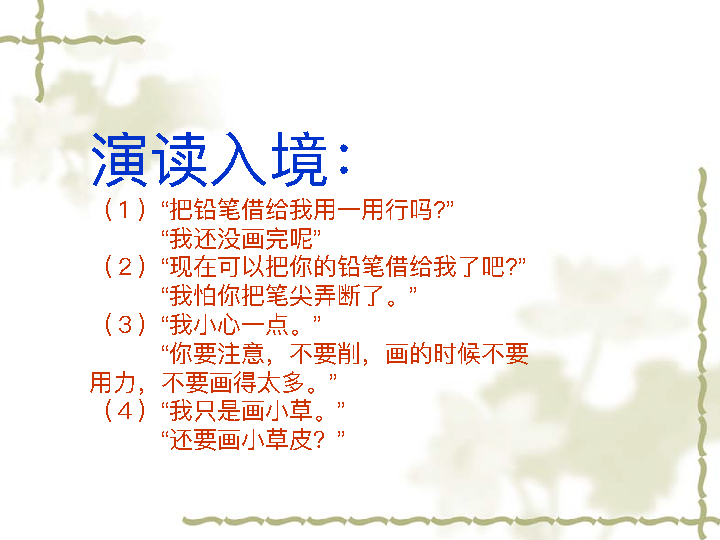 演读入境：
（1）“把铅笔借给我用一用行吗?”
“我还没画完呢”
（2）“现在可以把你的铅笔借给我了吧?”
“我怕你把笔尖弄断了。”
（3）“我小心一点。”
“你要注意，不要削，画的时候不要
用力，不要画得太多。”
（4）“我只是画小草。”
“还要画小草皮？”